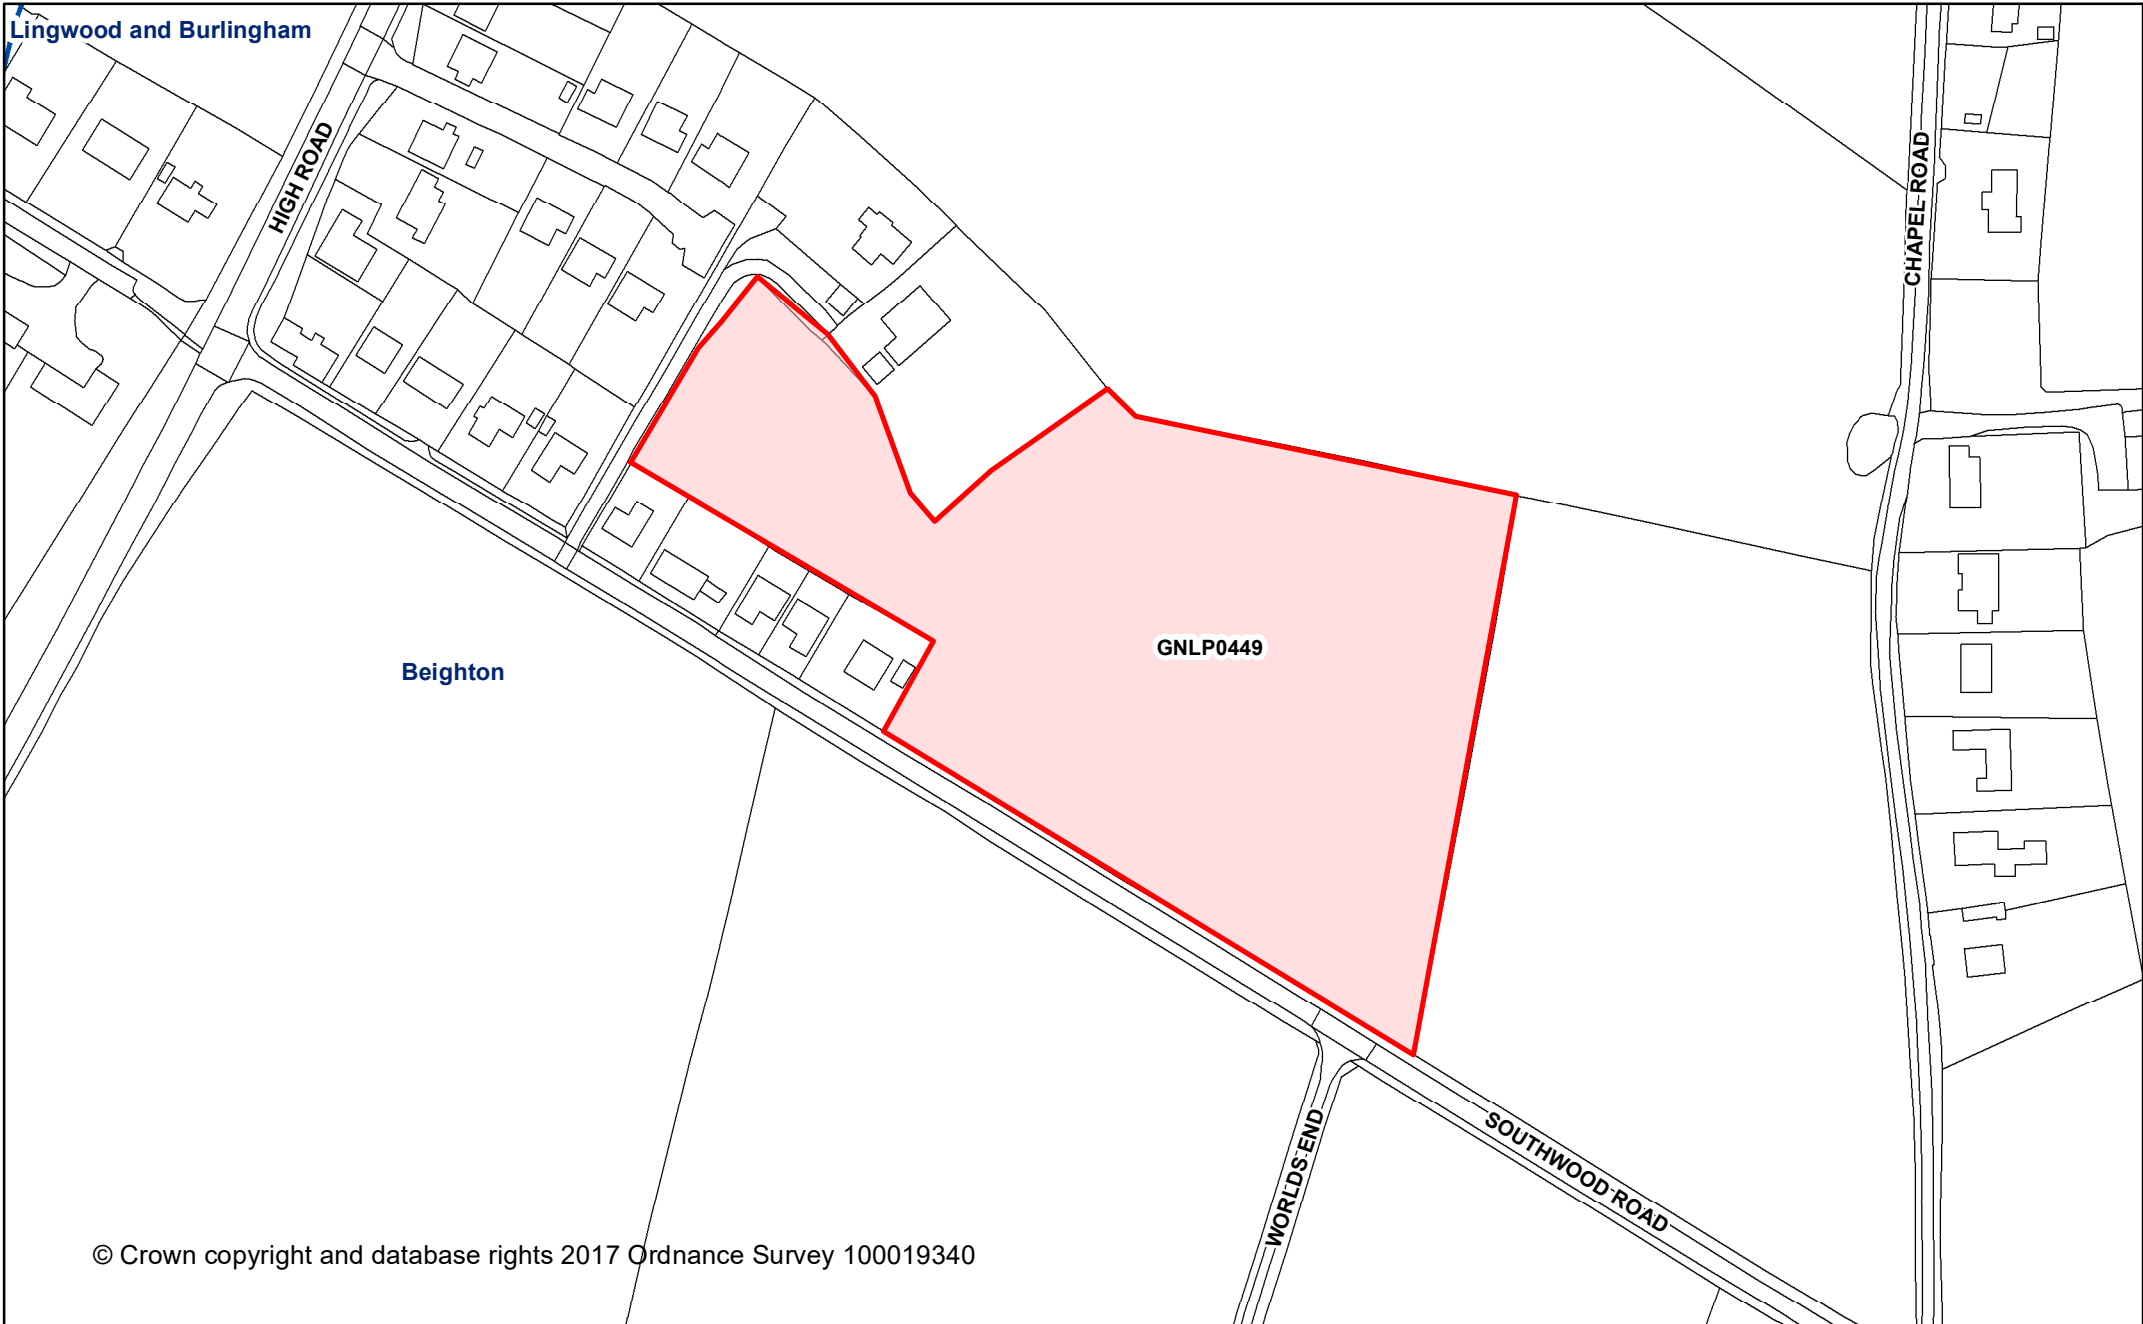 Lingwood and Burlingham
HIGH ROAD
CHAPEL ROAD
GNLP0449
Beighton
WORLDS END
SOUTHWOOD ROAD
© Crown copyright and database rights 2017 Ordnance Survey 100019340